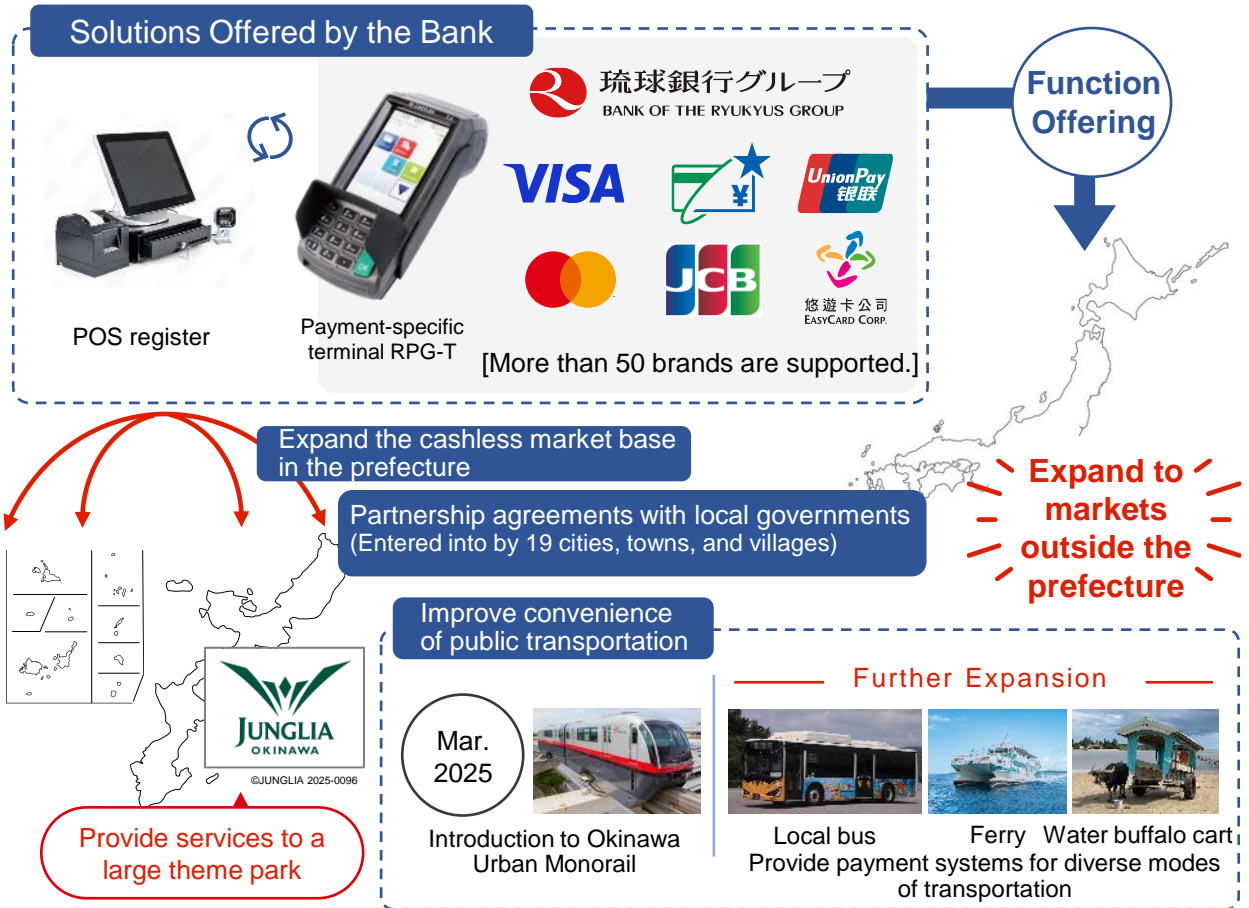 Solutions Offered by the Bank
琉球銀行グループ
BANK OF THE RYUKYUS GROUP
VISA
¥
UnionPay
银联
JCB
悠遊卡公司
EASYCARD CORP.
POS register
Payment-specific
terminal RPG-T
[More than 50 brands are supported.]
Function
Offering
Expand the cashless market base
in the prefecture
Partnership agreements with local governments
(Entered into by 19 cities, towns, and villages)
Expand to
markets
outside the
prefecture
JUNGLIA
OKINAWA
©JUNGLIA 2025-0096
Provide services to a
large theme park
Improve convenience
of public transportation
Mar.
2025
Introduction to Okinawa
Urban Monorail
Further Expansion
Local bus
Ferry
Water buffalo cart
Provide payment systems for diverse modes
of transportation